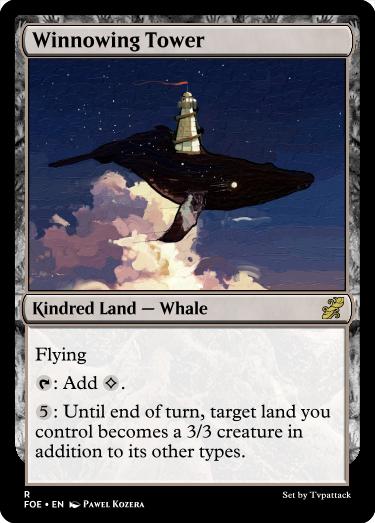 Winnowing Tower
Kindred Land — Whale
Flying
: Add .
5: Until end of turn, target land you
control becomes a 3/3 creature in
addition to its other types.
R
FOE • EN Pawel Kozera
Set by Tvpattack